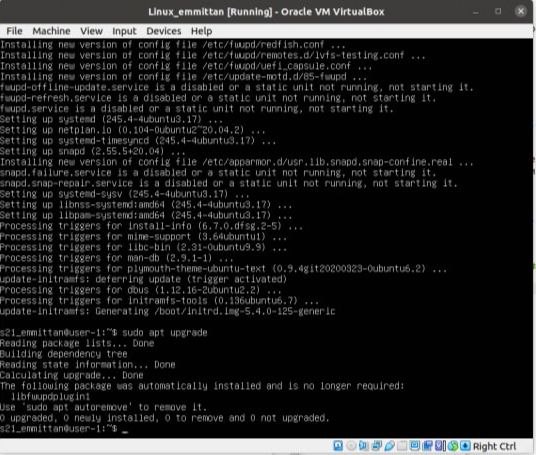 Linux_emmittan [Running] - Oracle VM VirtualBox
File Machine View Input Devices Help
Installing new version of config file /etc/fwupd/redfish.conf ...
Installing new version of config file /etc/fwupd/remotes.d/lvfs-testing.conf ...
Installing new version of config file /etc/fwupd/uefi_capsule.conf ...
Installing new version of config file /etc/update-motd.d/85-fwupd ...
fwupd-offline-update.service is a disabled or a static unit not running, not starting it.
fwupd-refresh.service is a disabled or a static unit not running, not starting it.
fwupd.service is a disabled or a static unit not running, not starting it.
Setting up systemd (245.4-4ubuntu3.17) ...
Setting up netplan.io (0.104-0ubuntu2~20.04.2) ...
Setting up systemd-timesyncd (245.4-4ubuntu3.17) ...
Setting up snapd (2.55.5+20.04) ...
Installing new version of config file /etc/apparmor.d/usr.lib.snapd.snap-confine.real ...
snapd.failure.service is a disabled or a static unit not running, not starting it.
snapd.snap-repair.service is a disabled or a static unit not running, not starting it.
Setting up systemd-sysv (245.4-4ubuntu3.17) ...
Setting up libnss-systemd:amd64 (245.4-4ubuntu3.17) ...
Setting up libpam-systemd:amd64 (245.4-4ubuntu3.17) ...
Processing triggers for install-info (6.7.0.dfsg.2-5) ...
Processing triggers for mime-support (3.64ubuntu1) ...
Processing triggers for libc-bin (2.31-0ubuntu9.9) ...
Processing triggers for man-db (2.9.1-1) ...
Processing triggers for plymouth-theme-ubuntu-text (0.9.4git20200323-0ubuntu6.2) ...
update-initramfs: deferring update (trigger activated)
Processing triggers for dbus (1.12.16-2ubuntu2.2) ...
Processing triggers for initramfs-tools (0.136ubuntu6.7) ...
update-initramfs: Generating /boot/initrd.img-5.4.0-125-generic
s21_emmittan@user-1:~$ sudo apt upgrade
Reading package lists... Done
Building dependency tree
Reading state information... Done
Calculating upgrade... Done
The following package was automatically installed and is no longer required:
libfwupdplugin1
Use 'sudo apt autoremove' to remove it.
0 upgraded, 0 newly installed, 0 to remove and 0 not upgraded.
s21_emmittan@user-1:~$ _
Right Ctrl